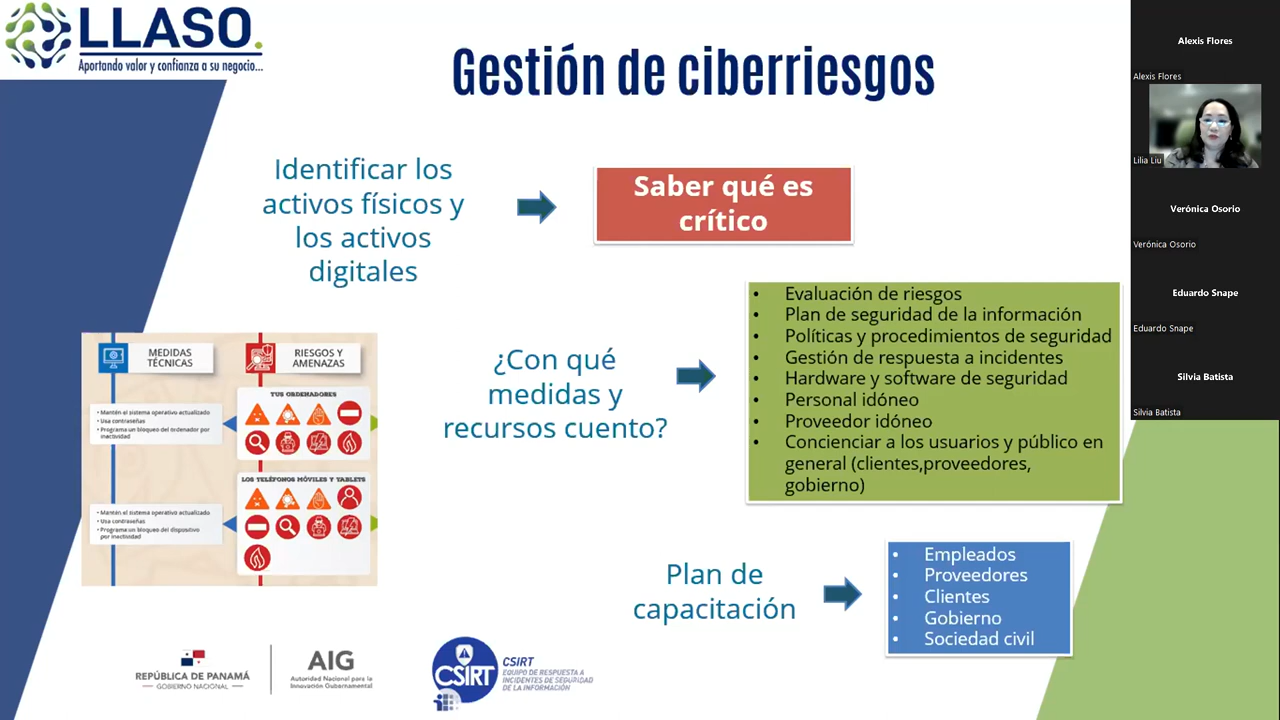 LLASO.
Aportando valor y confianza a su negocio...
Gestión de ciberriesgos
Identificar los
activos físicos y
los activos
digitales
Saber qué es
crítico
¿Con qué
medidas y
recursos cuento?
• Evaluación de riesgos
• Plan de seguridad de la información
• Políticas y procedimientos de seguridad
• Gestión de respuesta a incidentes
• Hardware y software de seguridad
• Personal idóneo
• Proveedor idóneo
• Concienciar a los usuarios y público en
general (clientes,proveedores,
gobierno)
MEDIDAS
TÉCNICAS
RIESGOS Y
AMENAZAS
TUS ORDENADORES
• Mantén el sistema operativo actualizado
• Usa contraseñas
• Programa un bloqueo del ordenador por
inactividad
LOS TELÉFONOS MÓVILES Y TABLETS
• Mantén el sistema operativo actualizado
• Usa contraseñas
• Programa un bloqueo del dispositivo
por inactividad
Plan de
capacitación
• Empleados
• Proveedores
• Clientes
• Gobierno
• Sociedad civil
REPÚBLICA DE PANAMÁ
GOBIERNO NACIONAL
AIG
Autoridad Nacional para la
Innovación Gubernamental
CSIRT
CSIRT
EQUIPO DE RESPUESTA A
INCIDENTES DE SEGURIDAD
DE LA INFORMACIÓN
Alexis Flores
Alexis Flores
Lilia Liu
Verónica Osorio
Verónica Osorio
Eduardo Snape
Eduardo Snape
Silvia Batista
Silvia Batista